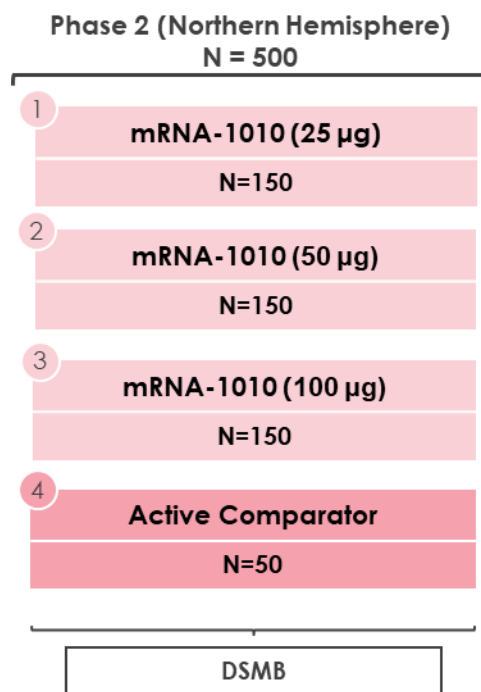 Phase 2 (Northern Hemisphere)
N = 500
1
mRNA-1010 (25 µg)
N=150
2
mRNA-1010 (50 µg)
N=150
3
mRNA-1010 (100 µg)
N=150
4
Active Comparator
N=50
DSMB